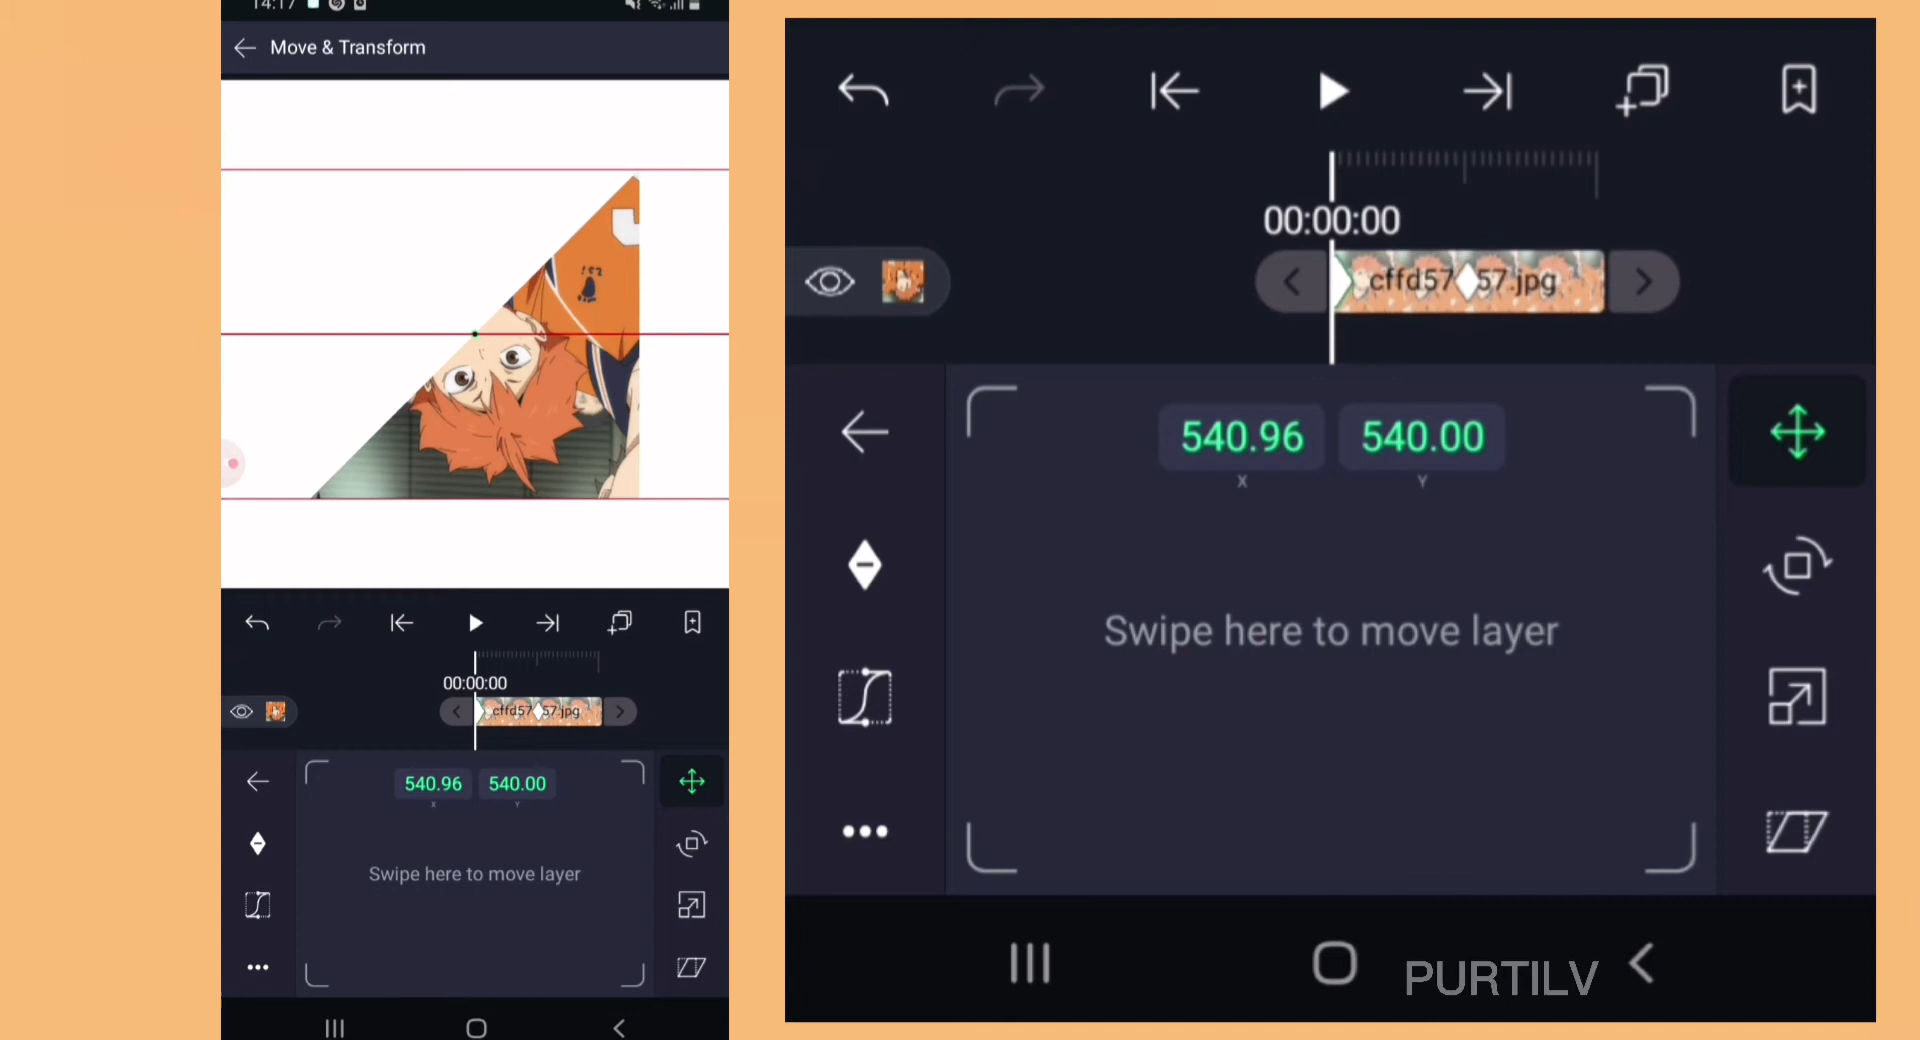 14:17
Move & Transform
00:00:00
cffd57 57.jpg
540.96 540.00
X Y
Swipe here to move layer
00:00:00
cffd57 57.jpg
540.96 540.00
X Y
Swipe here to move layer
PURTILV